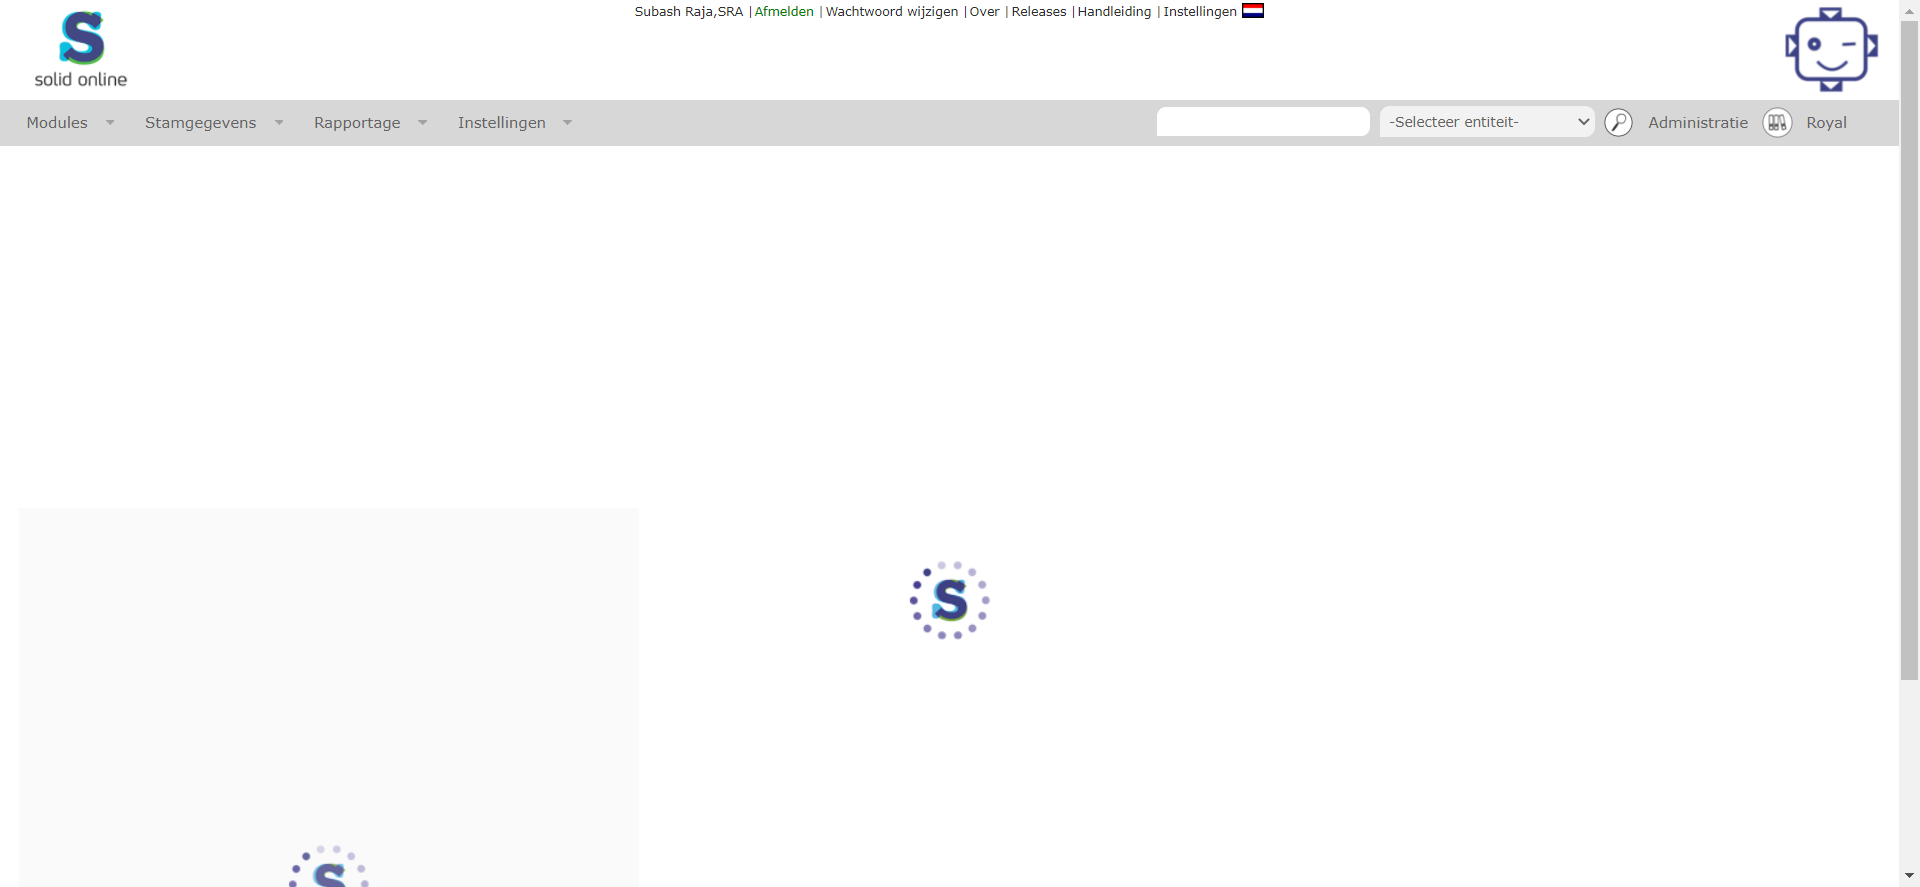 Subash Raja,SRA |Afmelden |Wachtwoord wijzigen |Over |Releases |Handleiding |Instellingen
S
solid online
Modules Stamgegevens Rapportage Instellingen -Selecteer entiteit- Administratie Royal
S
S